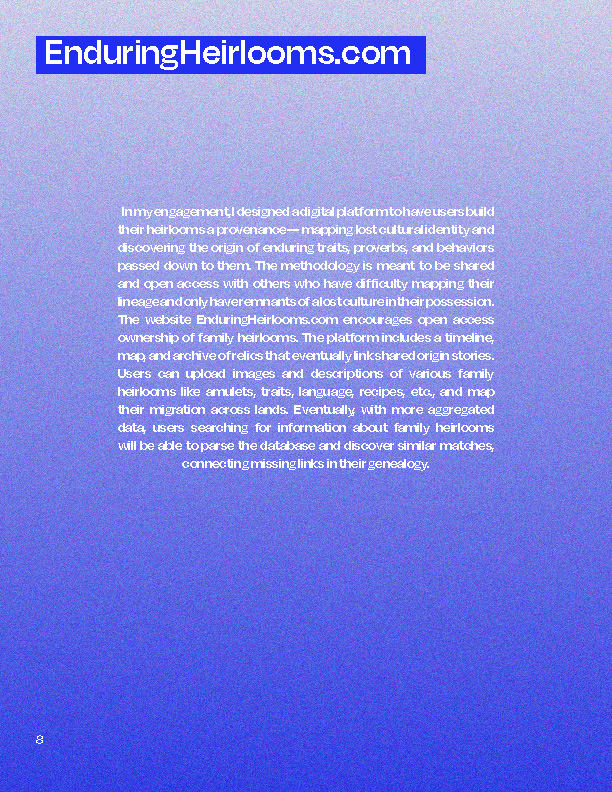 EnduringHeirlooms.com
In my engagement, I designed a digital platform to have users build
their heirlooms a provenance — mapping lost cultural identity and
discovering the origin of enduring traits, proverbs, and behaviors
passed down to them. The methodology is meant to be shared
and open access with others who have difficulty mapping their
lineage and only have remnants of a lost culture in their possession.
The website EnduringHeirlooms.com encourages open access
ownership of family heirlooms. The platform includes a timeline,
map, and archive of relics that eventually link shared origin stories.
Users can upload images and descriptions of various family
heirlooms like amulets, traits, language, recipes, etc., and map
their migration across lands. Eventually, with more aggregated
data, users searching for information about family heirlooms
will be able to parse the database and discover similar matches,
connecting missing links in their genealogy.
8